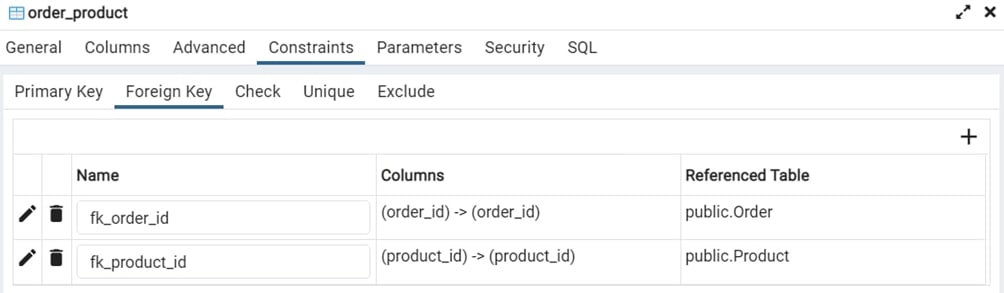 order_product
General Columns Advanced Constraints Parameters Security SQL
Primary Key Foreign Key Check Unique Exclude
Name Columns Referenced Table
fk_order_id (order_id) -> (order_id) public.Order
fk_product_id (product_id) -> (product_id) public.Product